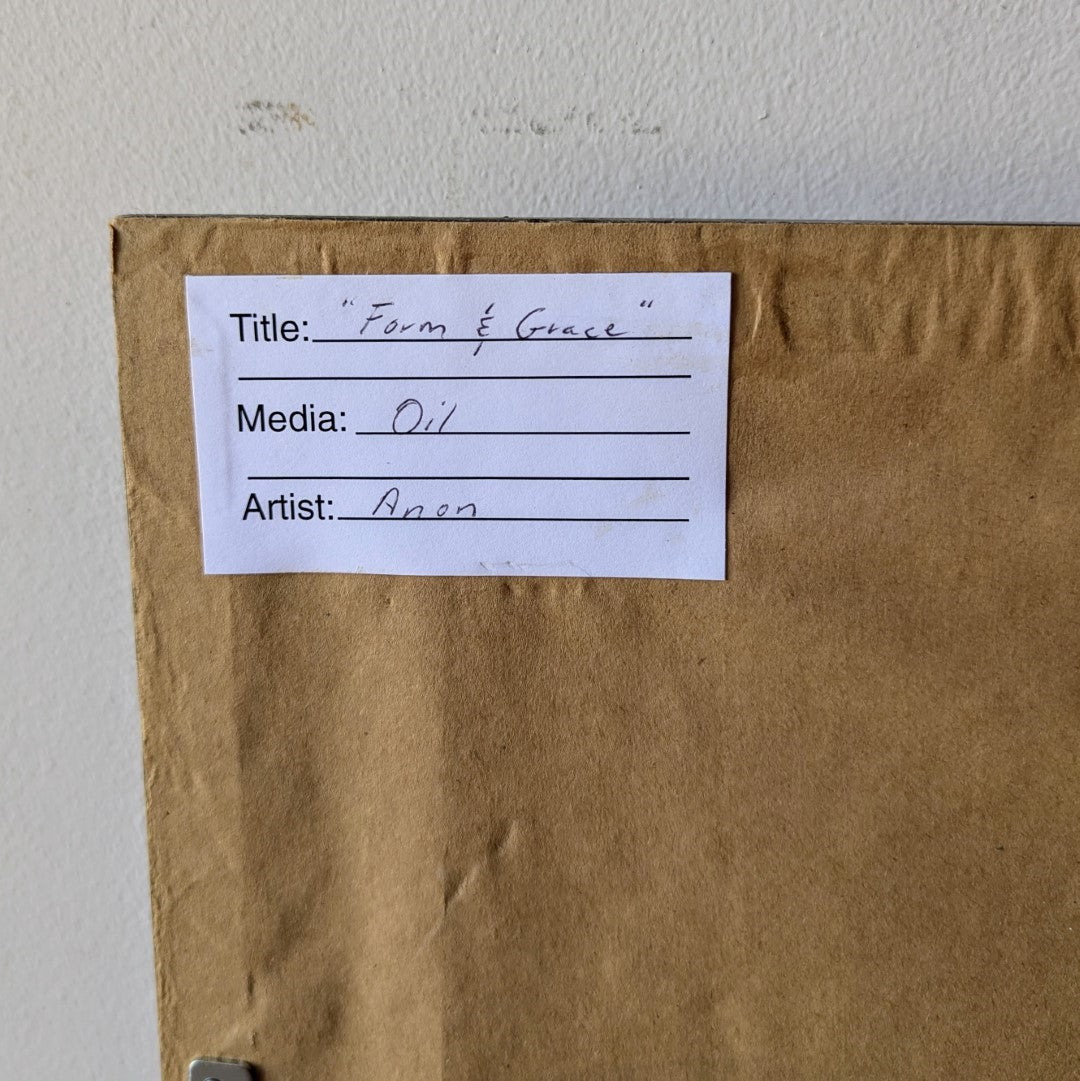 Title: "Form & Grace"
Media: Oil
Artist: Anon